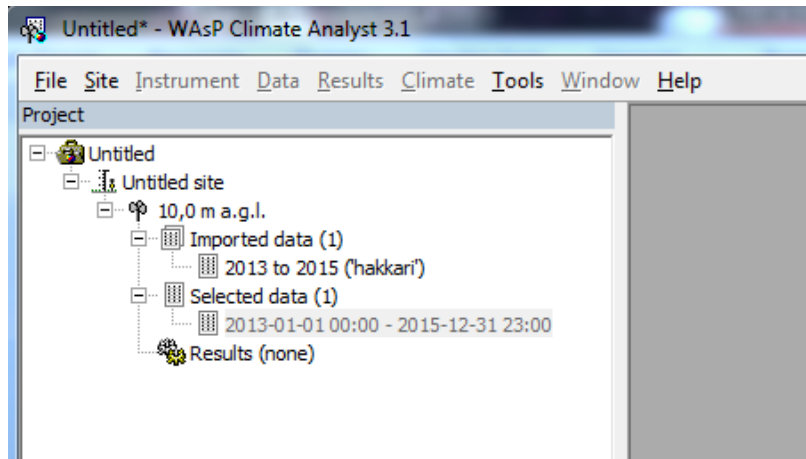 Untitled* - WAsP Climate Analyst 3.1
File Site Instrument Data Results Climate Tools Window Help
Project
Untitled
Untitled site
10,0 m a.g.l.
Imported data (1)
2013 to 2015 ('hakkari')
Selected data (1)
2013-01-01 00:00 - 2015-12-31 23:00
Results (none)